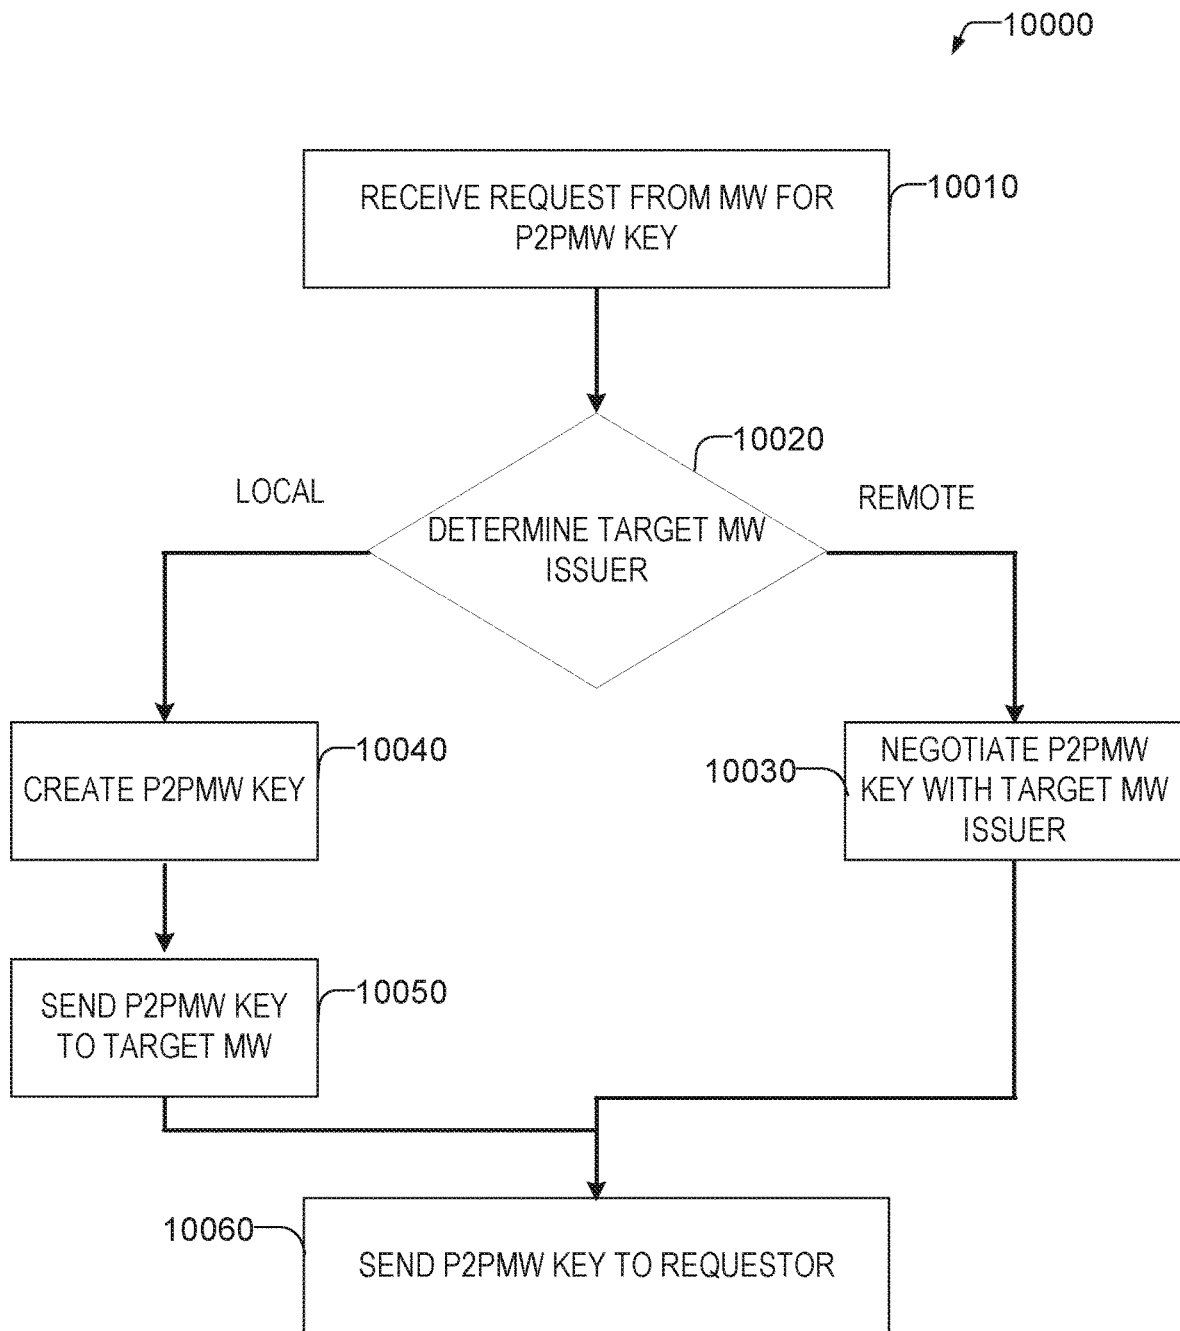 10000
RECEIVE REQUEST FROM MW FOR
P2PMW KEY
10010
10020
LOCAL
REMOTE
DETERMINE TARGET MW
ISSUER
CREATE P2PMW KEY
10040
10030
NEGOTIATE P2PMW
KEY WITH TARGET MW
ISSUER
SEND P2PMW KEY
TO TARGET MW
10050
10060
SEND P2PMW KEY TO REQUESTOR